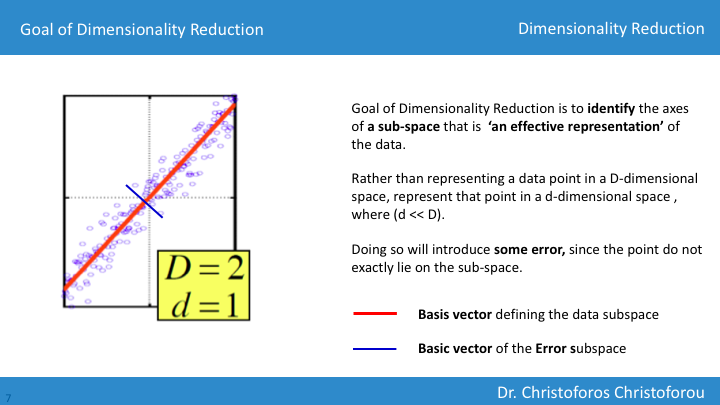 Goal of Dimensionality Reduction
Dimensionality Reduction
Goal of Dimensionality Reduction is to identify the axes
of a sub-space that is ‘an effective representation’ of
the data.
Rather than representing a data point in a D-dimensional
space, represent that point in a d-dimensional space ,
where (d << D).
Doing so will introduce some error, since the point do not
exactly lie on the sub-space.
D = 2
d = 1
Basis vector defining the data subspace
Basic vector of the Error subspace
7
Dr. Christoforos Christoforou